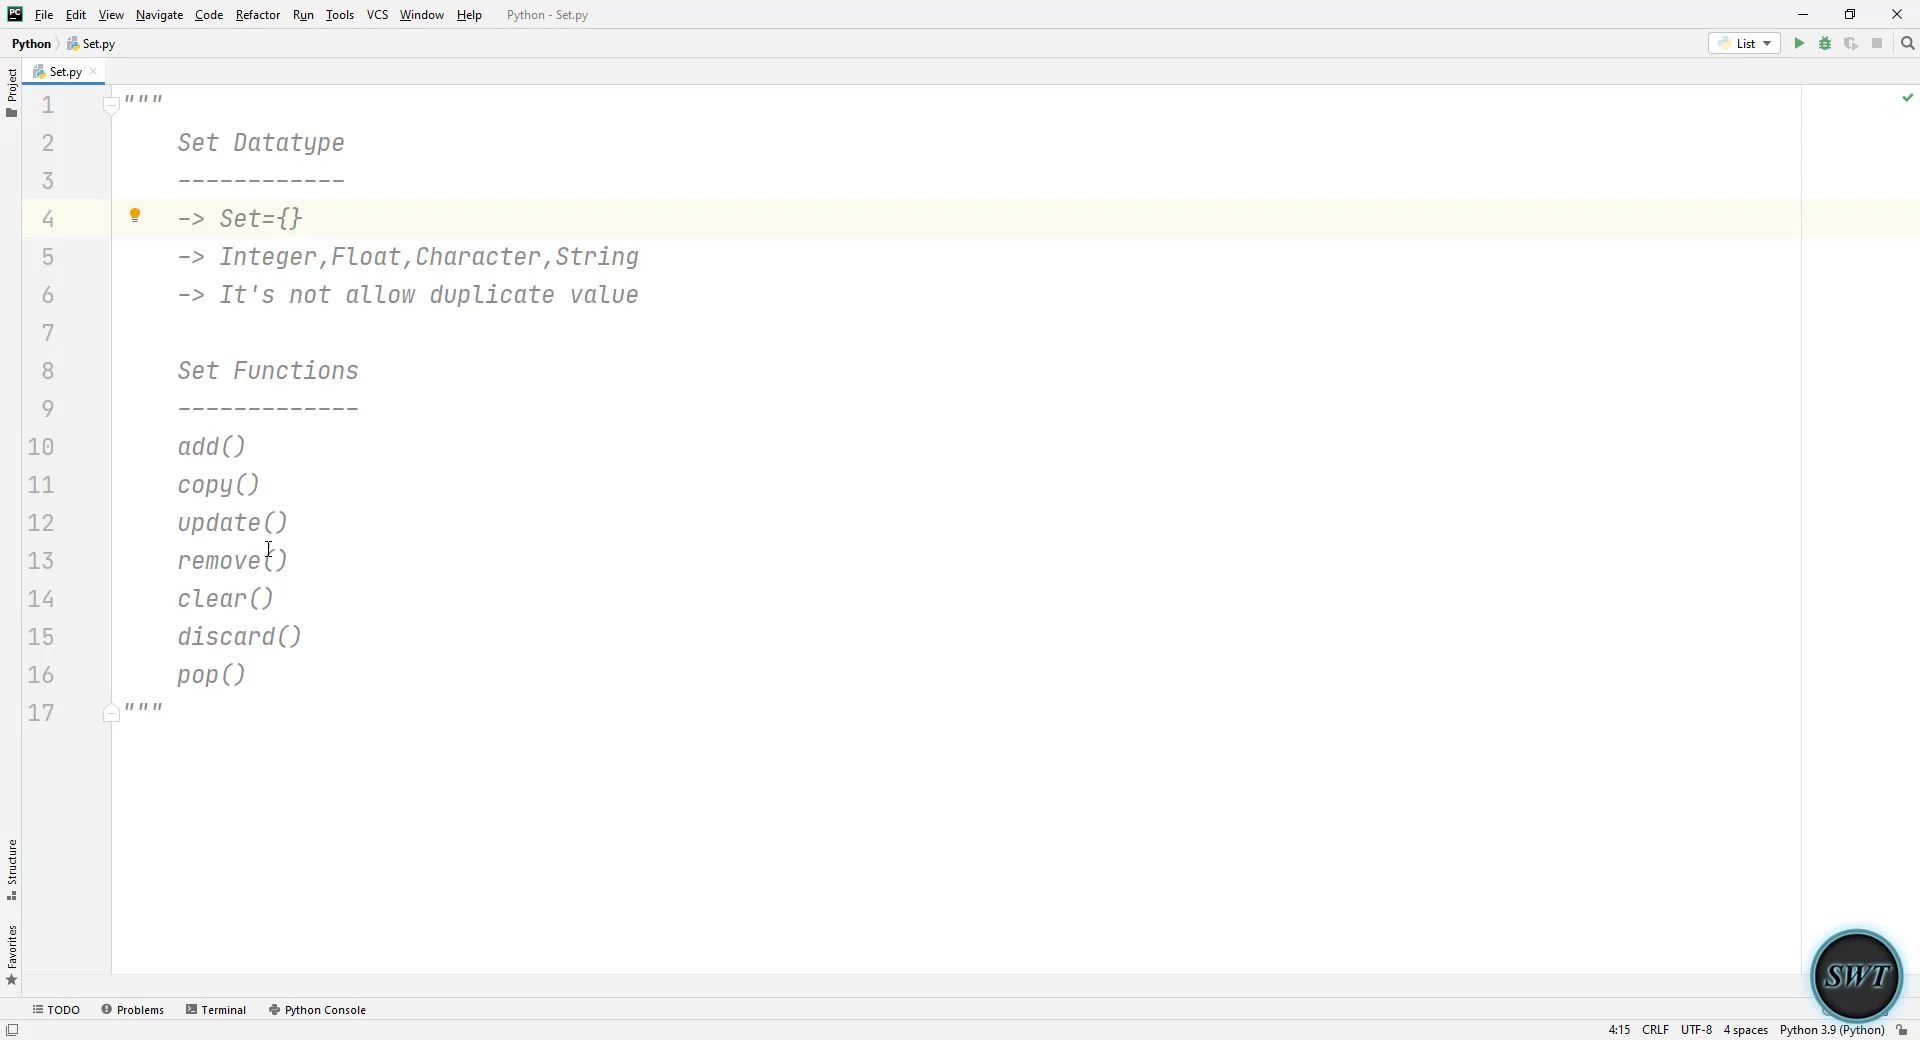 PC File Edit View Navigate Code Refactor Run Tools VCS Window Help Python - Set.py
Python Set.py List
Project Set.py
1 """
2 Set Datatype
3 ------------
4 -> Set={}
5 -> Integer,Float,Character,String
6 -> It's not allow duplicate value
7
8 Set Functions
9 -------------
10 add()
11 copy()
12 update()
13 remove()
14 clear()
15 discard()
16 pop()
17 """
Structure
Favorites
SWT
TODO Problems Terminal Python Console
4:15 CRLF UTF-8 4 spaces Python 3.9 (Python)